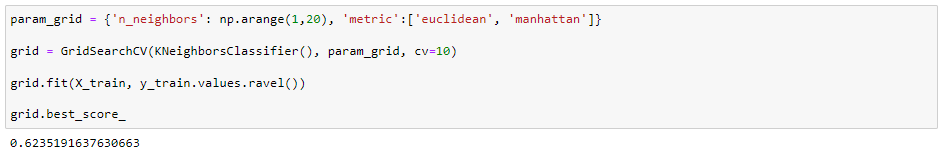 param_grid = {'n_neighbors': np.arange(1,20), 'metric':['euclidean', 'manhattan']}
grid = GridSearchCV(KNeighborsClassifier(), param_grid, cv=10)
grid.fit(X_train, y_train.values.ravel())
grid.best_score_
0.6235191637630663